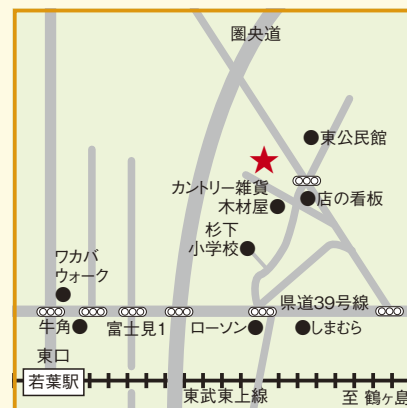 圏央道
東公民館
カントリー雑貨
木材屋
店の看板
杉下
小学校
ワカバ
ウォーク
県道39号線
牛角
富士見1
ローソン
しまむら
東口
若葉駅
東武東上線
至 鶴ヶ島